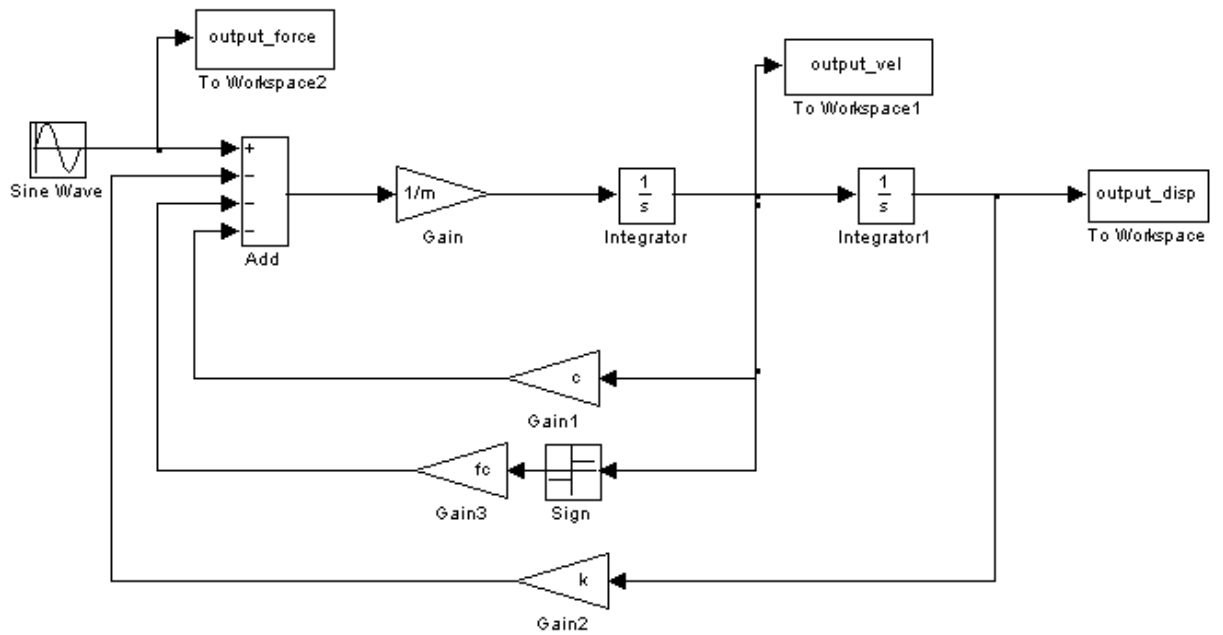 output_force
To Workspace2
output_vel
To Workspace1
Sine Wave
+
−
−
−
Add
1/m
Gain
1
s
Integrator
1
s
Integrator1
output_disp
To Workspace
c
Gain1
fc
Gain3
Sign
k
Gain2